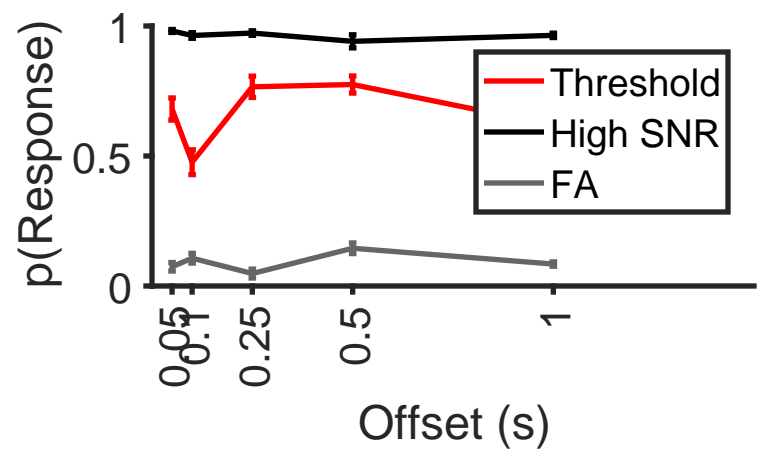 p(Response)
1
0.5
0
Threshold
High SNR
FA
0.05
0.1
0.25
0.5
1
Offset (s)